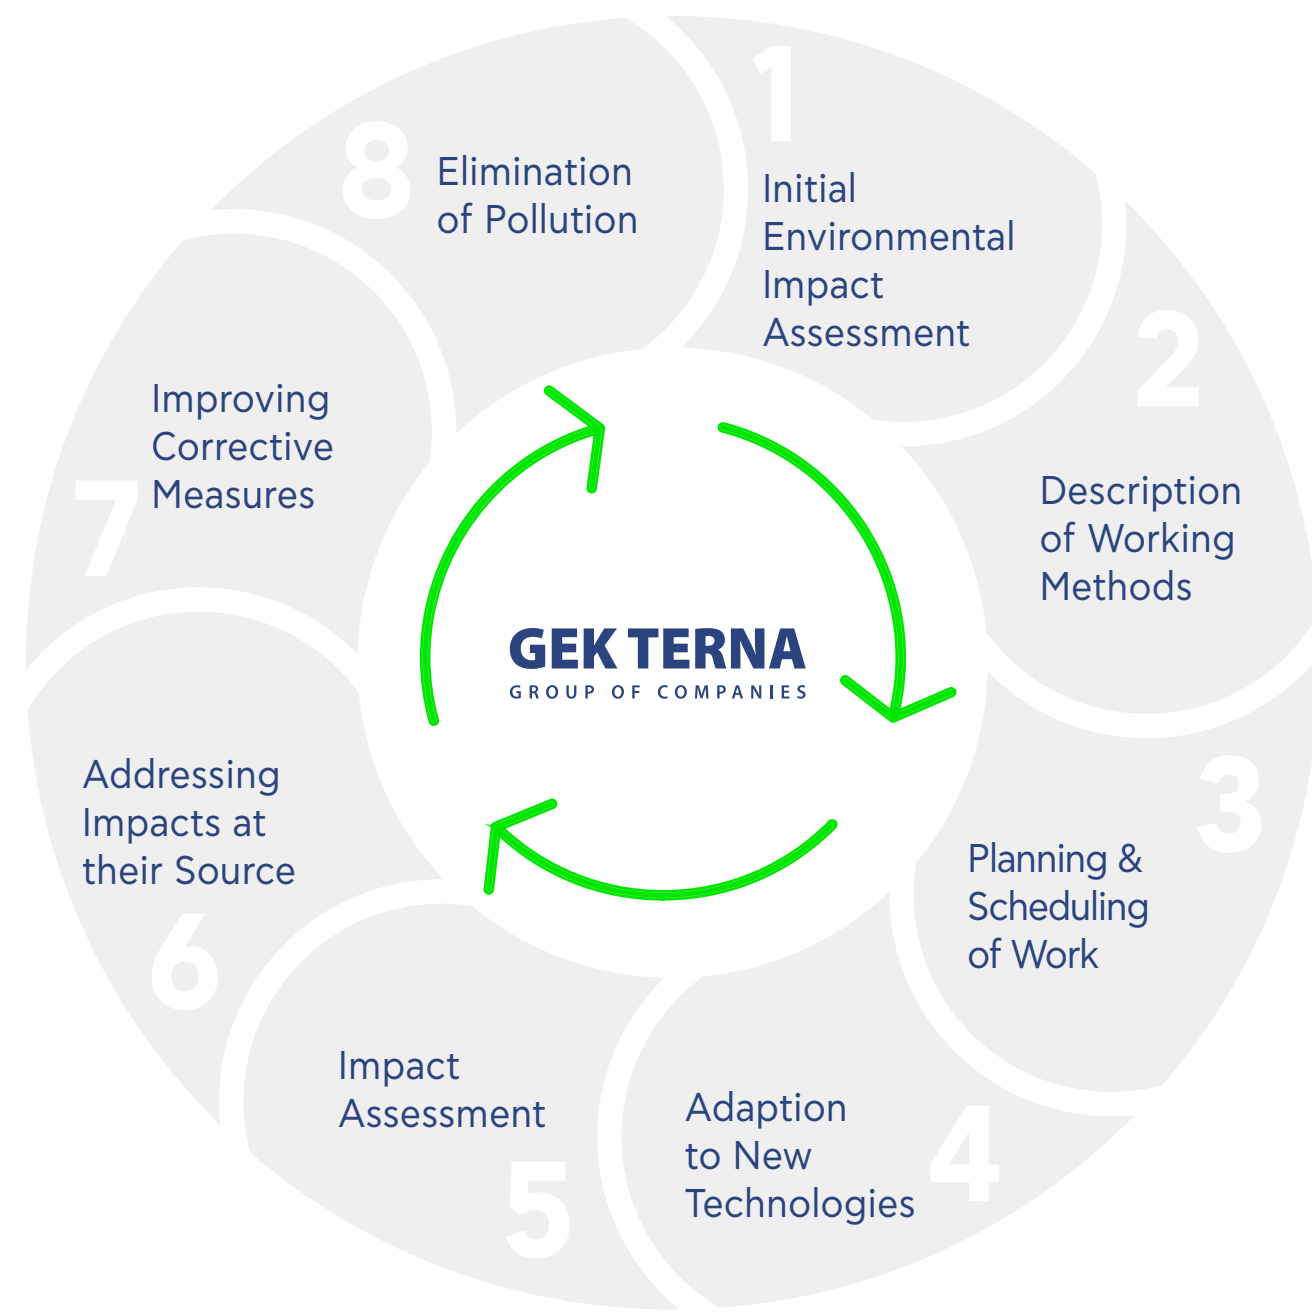 1
Initial
Environmental
Impact
Assessment
2
Description
of Working
Methods
3
Planning &
Scheduling
of Work
4
Adaption
to New
Technologies
5
Impact
Assessment
6
Addressing
Impacts at
their Source
7
Improving
Corrective
Measures
8
Elimination
of Pollution
GEK TERNA
GROUP OF COMPANIES